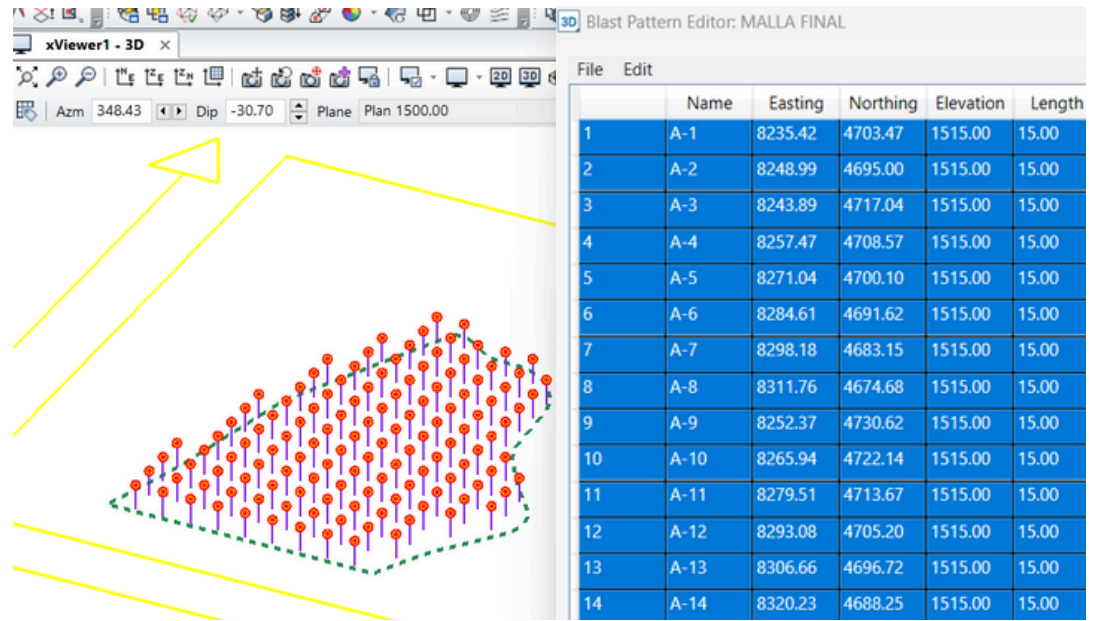 xViewer1 - 3D ×
N E Z E Z N 2D 3D
Azm 348.43 Dip -30.70 Plane Plan 1500.00
3D Blast Pattern Editor: MALLA FINAL
File Edit
Name Easting Northing Elevation Length
1 A-1 8235.42 4703.47 1515.00 15.00
2 A-2 8248.99 4695.00 1515.00 15.00
3 A-3 8243.89 4717.04 1515.00 15.00
4 A-4 8257.47 4708.57 1515.00 15.00
5 A-5 8271.04 4700.10 1515.00 15.00
6 A-6 8284.61 4691.62 1515.00 15.00
7 A-7 8298.18 4683.15 1515.00 15.00
8 A-8 8311.76 4674.68 1515.00 15.00
9 A-9 8252.37 4730.62 1515.00 15.00
10 A-10 8265.94 4722.14 1515.00 15.00
11 A-11 8279.51 4713.67 1515.00 15.00
12 A-12 8293.08 4705.20 1515.00 15.00
13 A-13 8306.66 4696.72 1515.00 15.00
14 A-14 8320.23 4688.25 1515.00 15.00